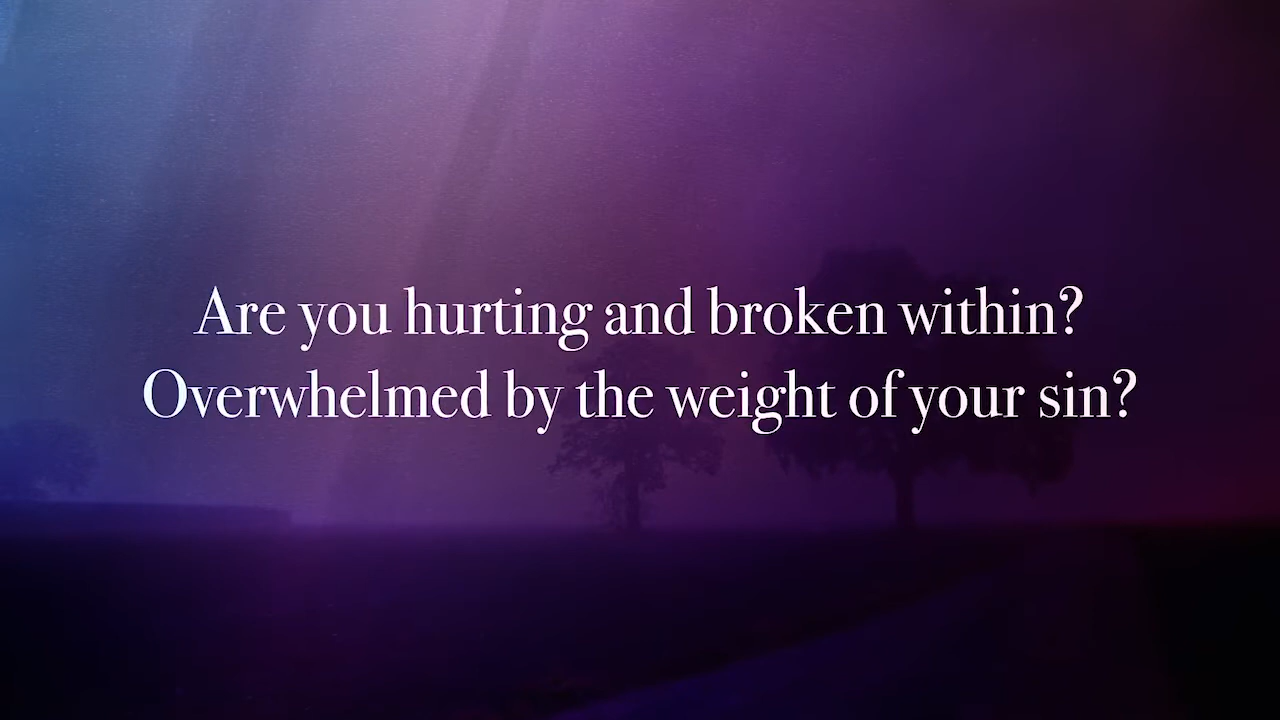 Are you hurting and broken within?
Overwhelmed by the weight of your sin?